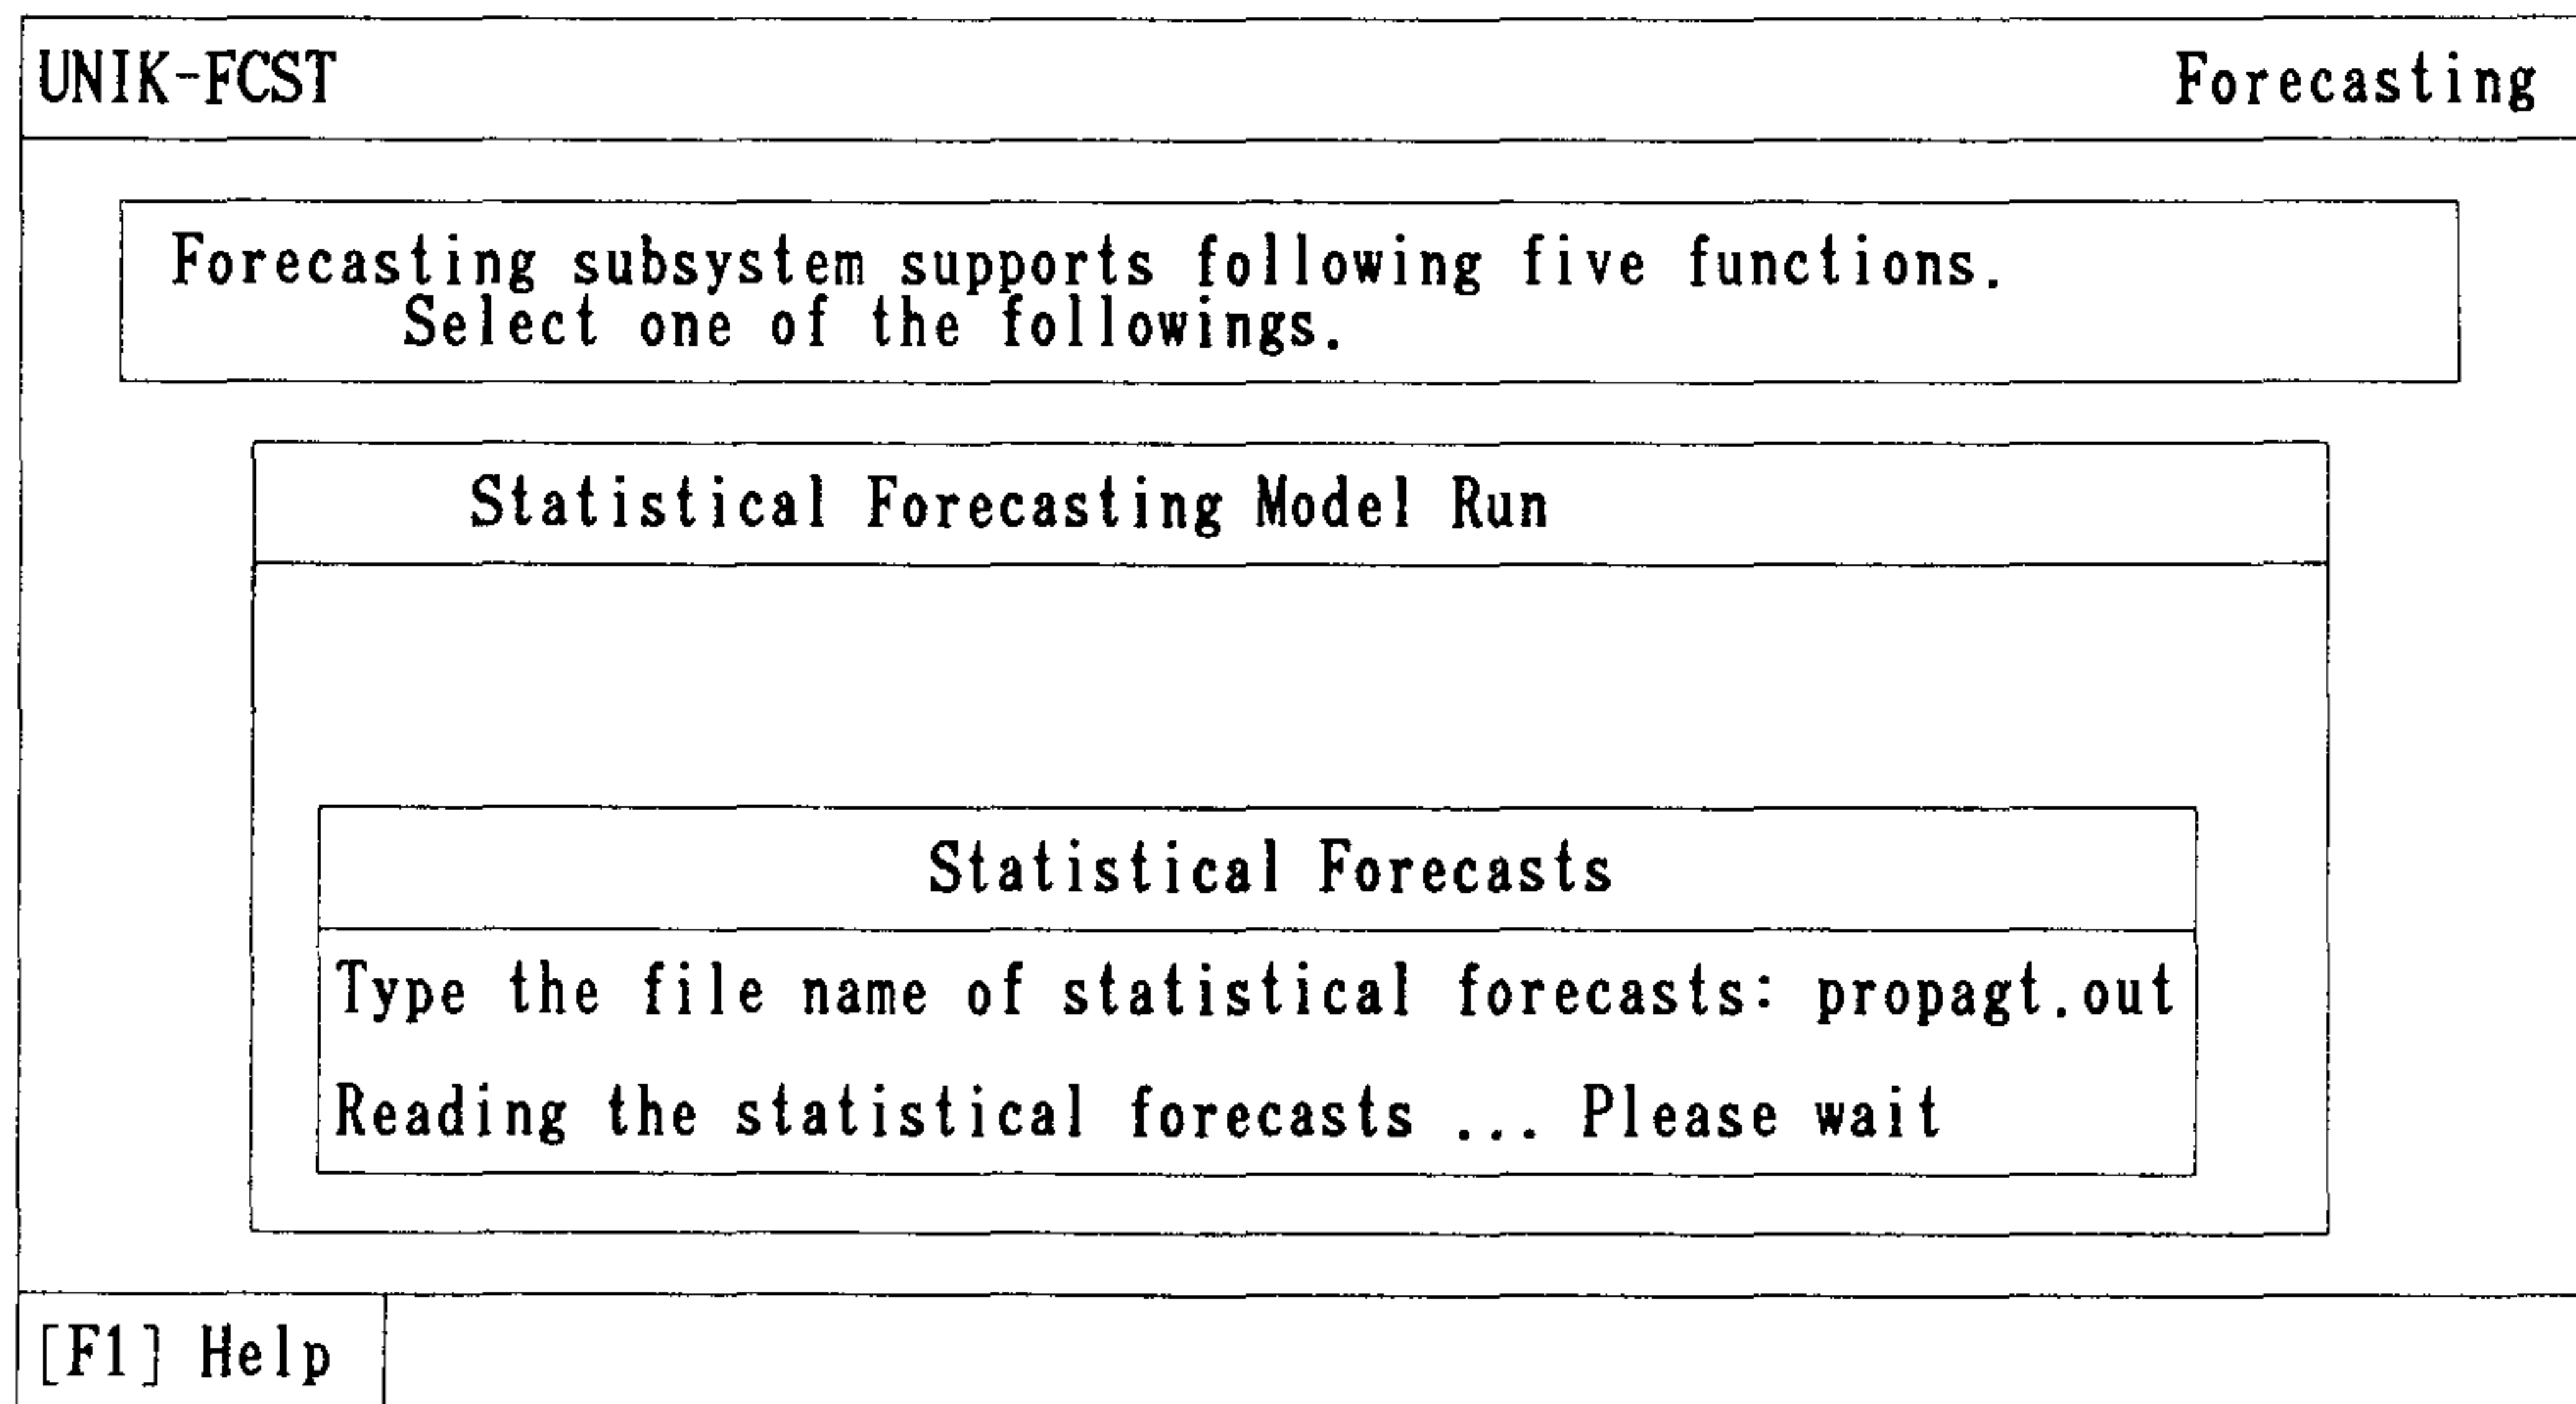 UNIK-FCST Forecasting
Forecasting subsystem supports following five functions.
Select one of the followings.
Statistical Forecasting Model Run
Statistical Forecasts
Type the file name of statistical forecasts: propagt.out
Reading the statistical forecasts ... Please wait
[F1] Help